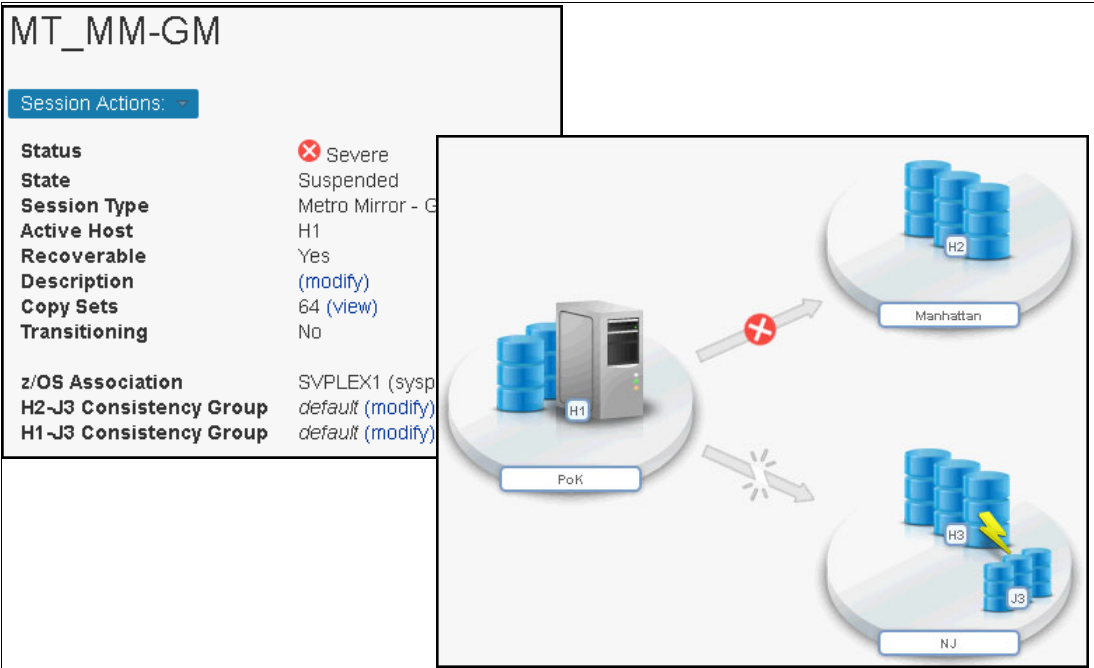 MT_MM-GM
Session Actions:
Status Severe
State Suspended
Session Type Metro Mirror - G
Active Host H1
Recoverable Yes
Description (modify)
Copy Sets 64 (view)
Transitioning No
z/OS Association SVPLEX1 (sysp
H2-J3 Consistency Group default (modify)
H1-J3 Consistency Group default (modify)
H2
Manhattan
H1
PoK
H3
J3
NJ